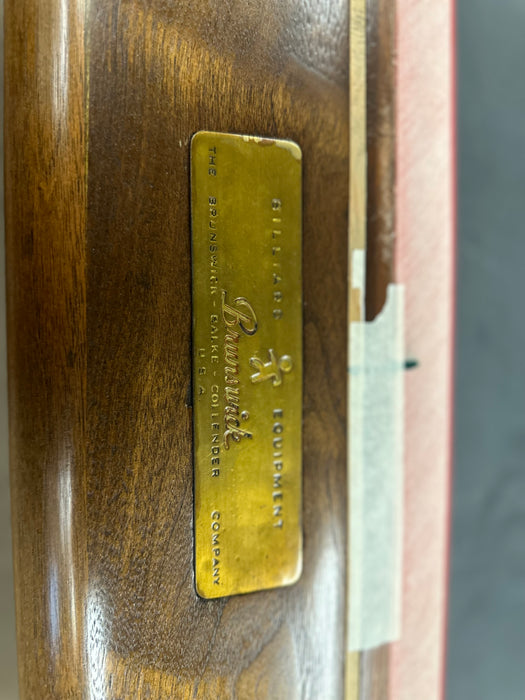 BILLIARD EQUIPMENT
Brunswick
THE BRUNSWICK - BALKE - COLLENDER COMPANY
U S A